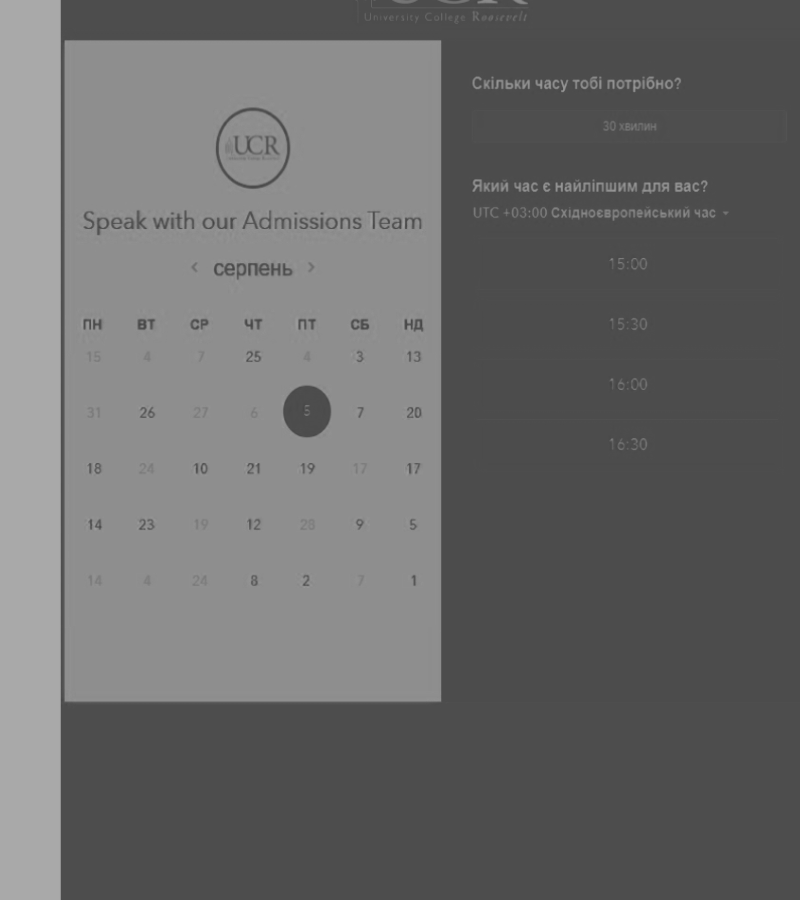 University College Roosevelt
UCR
Speak with our Admissions Team
‹ серпень ›
ПН ВТ СР ЧТ ПТ СБ НД
15 4 7 25 4 3 13
31 26 27 6 5 7 20
18 24 10 21 19 17 17
14 23 19 12 28 9 5
14 4 24 8 2 7 1
Скільки часу тобі потрібно?
30 хвилин
Який час є найліпшим для вас?
UTC +03:00 Східноєвропейський час
15:00
15:30
16:00
16:30